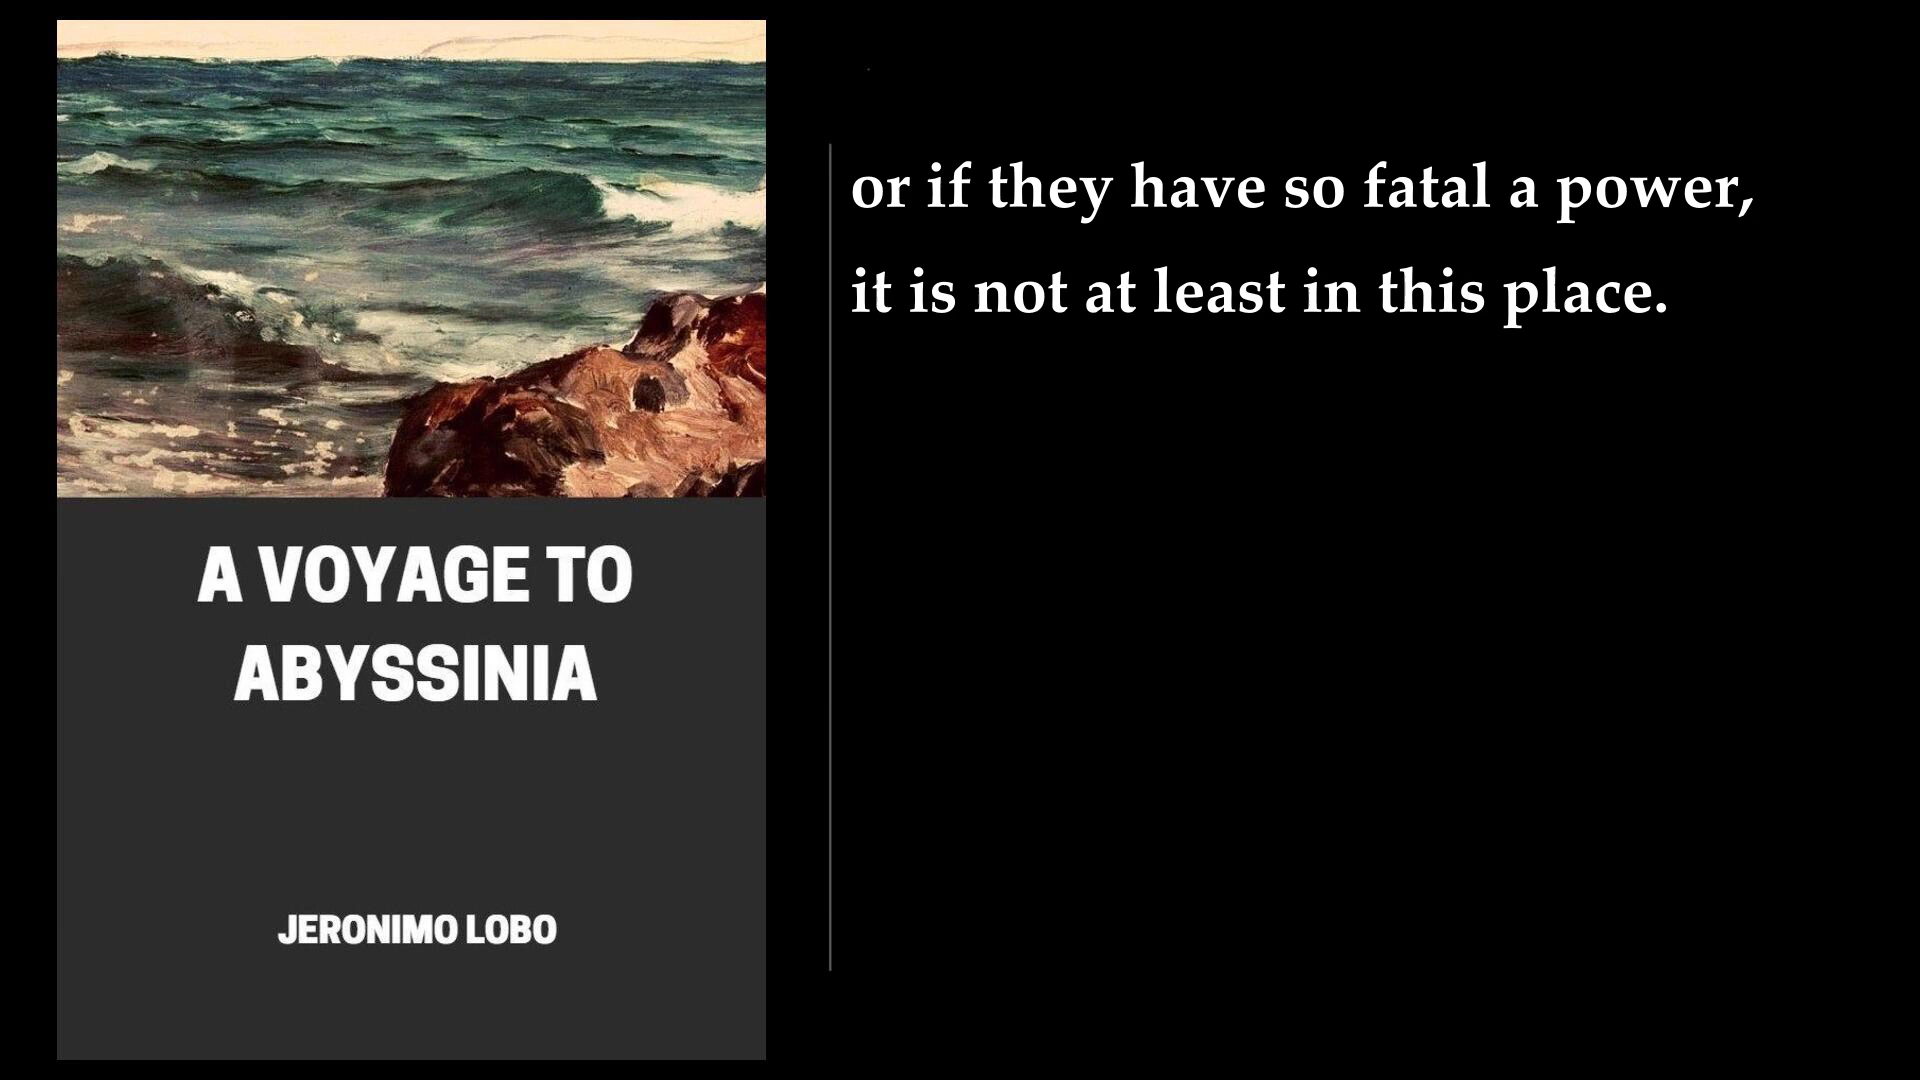 A VOYAGE TO
ABYSSINIA
JERONIMO LOBO
or if they have so fatal a power,
it is not at least in this place.